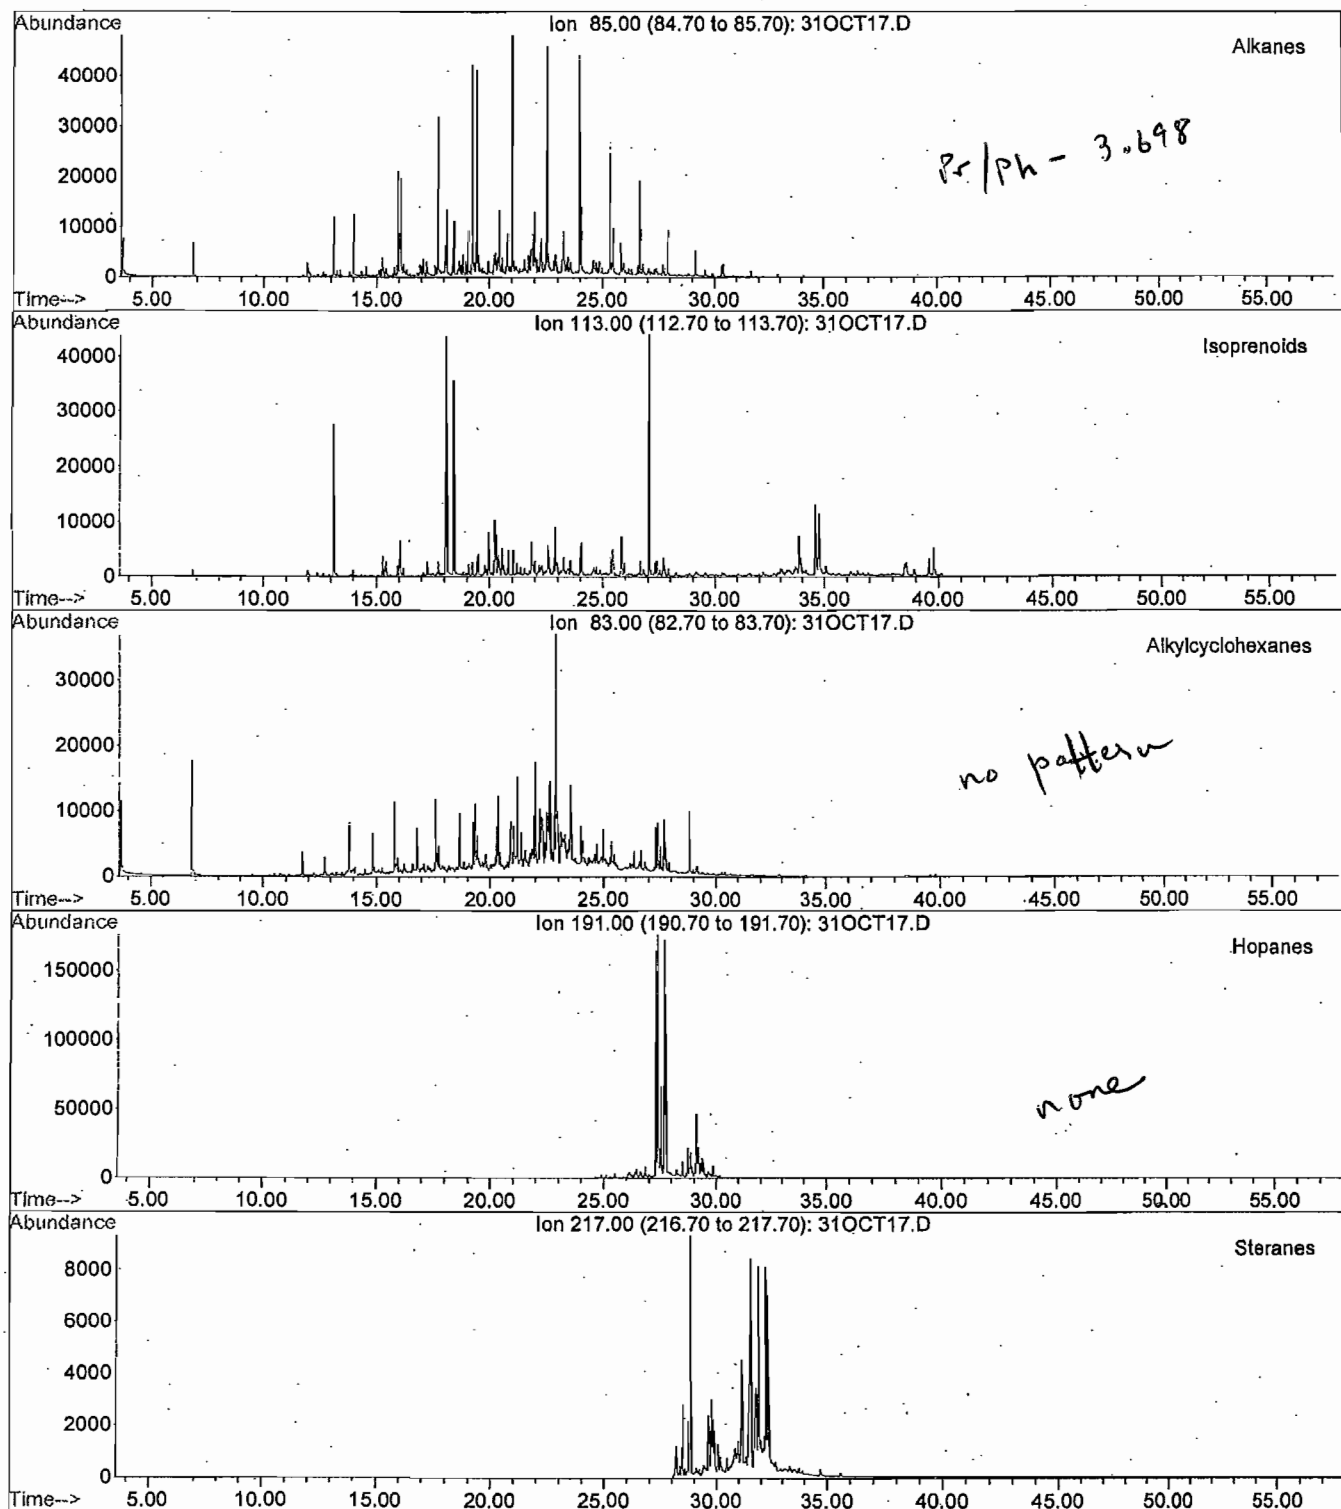 Abundance
Ion 85.00 (84.70 to 85.70): 31OCT17.D
Alkanes
40000
30000
20000
10000
0
Pr/Ph - 3.698
Time--> 5.00 10.00 15.00 20.00 25.00 30.00 35.00 40.00 45.00 50.00 55.00
Abundance
Ion 113.00 (112.70 to 113.70): 31OCT17.D
Isoprenoids
40000
30000
20000
10000
0
Time--> 5.00 10.00 15.00 20.00 25.00 30.00 35.00 40.00 45.00 50.00 55.00
Abundance
Ion 83.00 (82.70 to 83.70): 31OCT17.D
Alkylcyclohexanes
30000
20000
10000
0
no pattern
Time--> 5.00 10.00 15.00 20.00 25.00 30.00 35.00 40.00 45.00 50.00 55.00
Abundance
Ion 191.00 (190.70 to 191.70): 31OCT17.D
Hopanes
150000
100000
50000
0
none
Time--> 5.00 10.00 15.00 20.00 25.00 30.00 35.00 40.00 45.00 50.00 55.00
Abundance
Ion 217.00 (216.70 to 217.70): 31OCT17.D
Steranes
8000
6000
4000
2000
0
Time--> 5.00 10.00 15.00 20.00 25.00 30.00 35.00 40.00 45.00 50.00 55.00